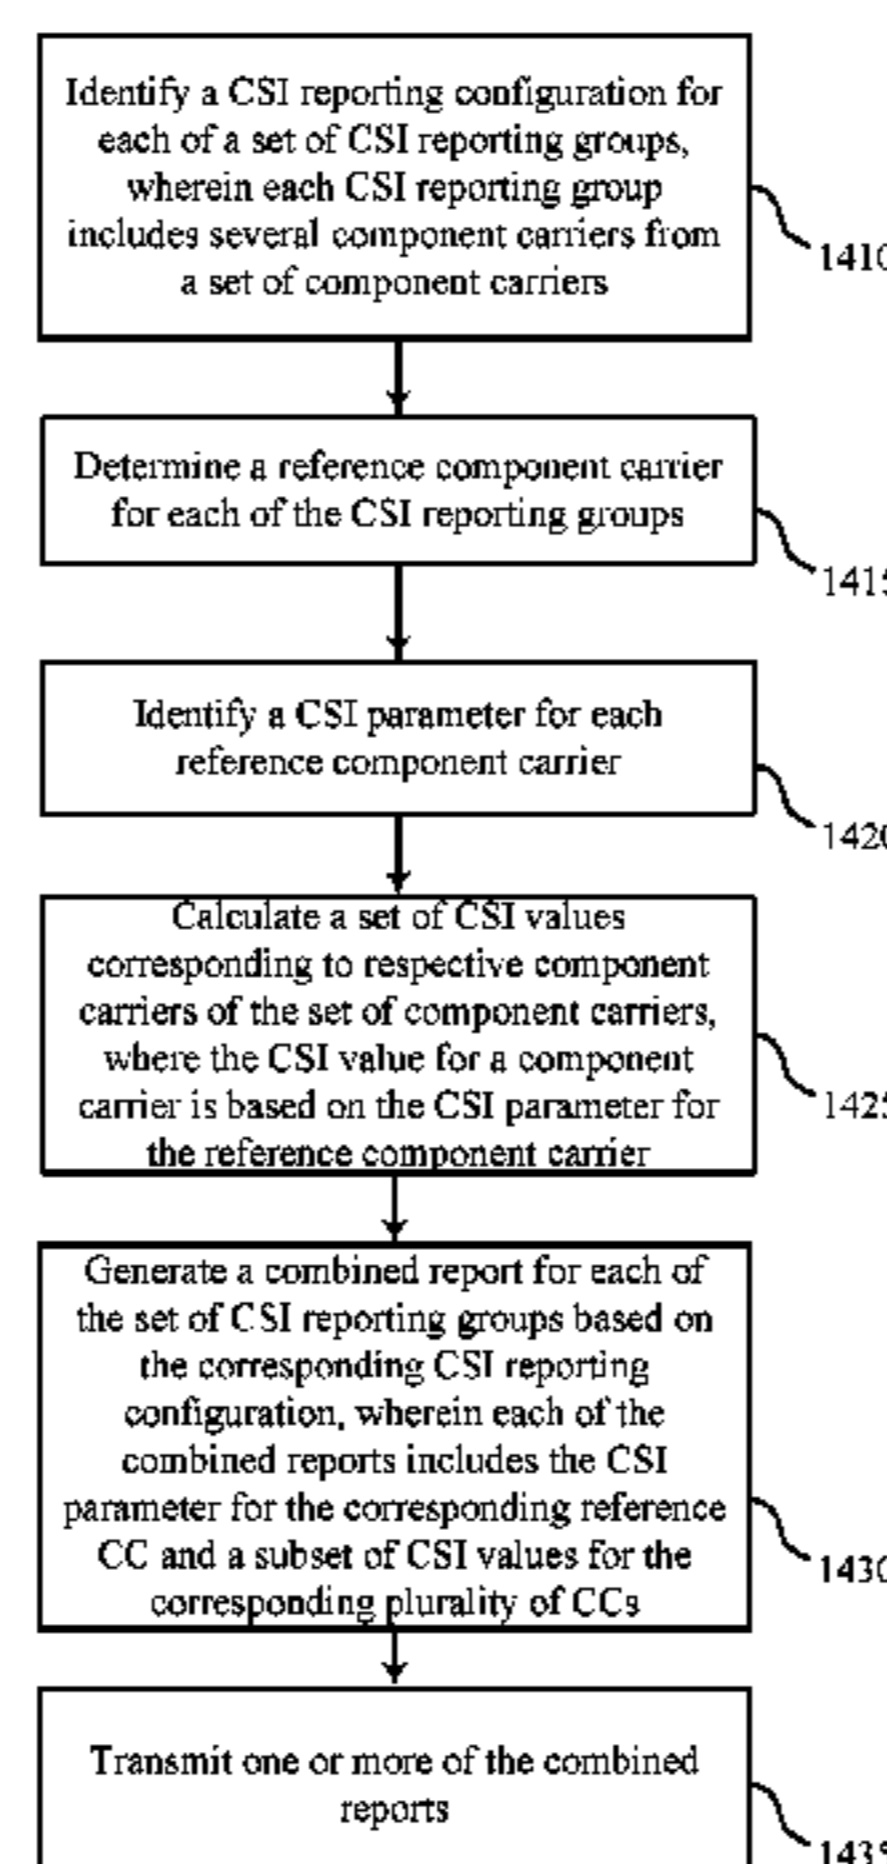 Identify a CSI reporting configuration for
each of a set of CSI reporting groups,
wherein each CSI reporting group
includes several component carriers from
a set of component carriers
1410
Determine a reference component carrier
for each of the CSI reporting groups
1415
Identify a CSI parameter for each
reference component carrier
1420
Calculate a set of CSI values
corresponding to respective component
carriers of the set of component carriers,
where the CSI value for a component
carrier is based on the CSI parameter for
the reference component carrier
1425
Generate a combined report for each of
the set of CSI reporting groups based on
the corresponding CSI reporting
configuration, wherein each of the
combined reports includes the CSI
parameter for the corresponding reference
CC and a subset of CSI values for the
corresponding plurality of CCs
1430
Transmit one or more of the combined
reports
1435